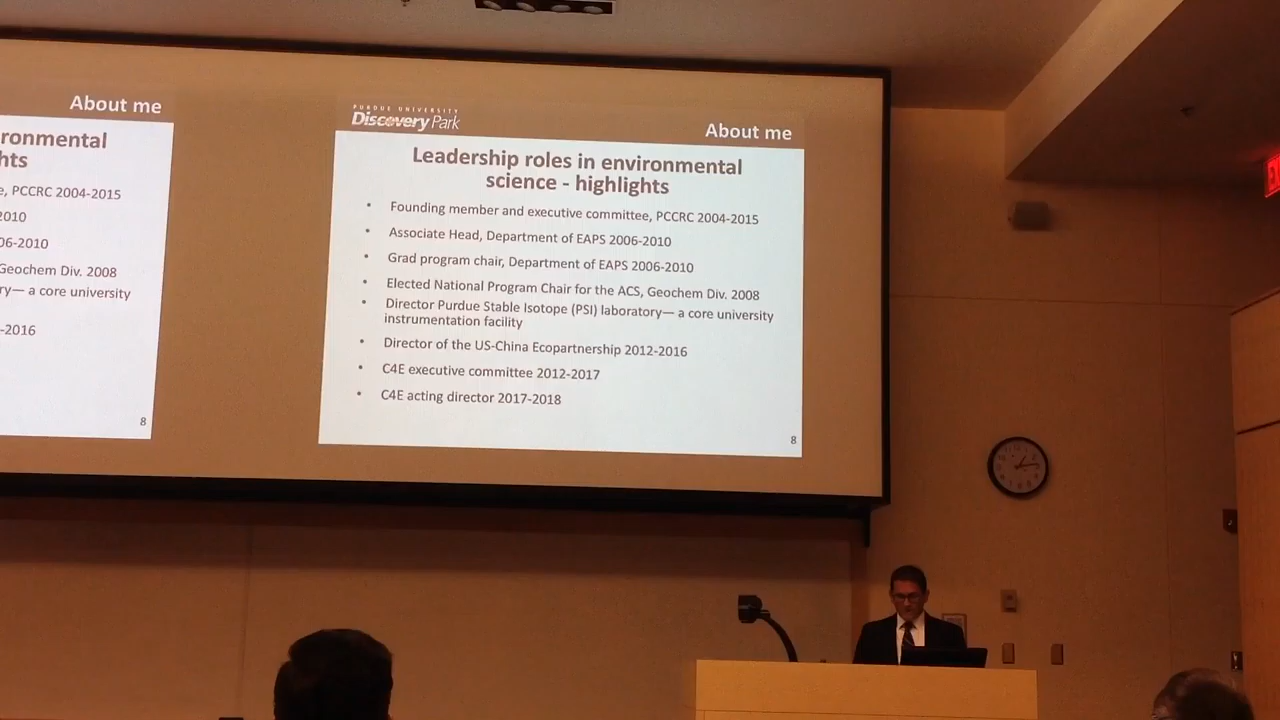 About me
ronmental
hts
e, PCCRC 2004-2015
2010
06-2010
Geochem Div. 2008
ry— a core university
-2016
8
PURDUE UNIVERSITY
Discovery Park
About me
Leadership roles in environmental
science - highlights
• Founding member and executive committee, PCCRC 2004-2015
• Associate Head, Department of EAPS 2006-2010
• Grad program chair, Department of EAPS 2006-2010
• Elected National Program Chair for the ACS, Geochem Div. 2008
• Director Purdue Stable Isotope (PSI) laboratory— a core university
instrumentation facility
• Director of the US-China Ecopartnership 2012-2016
• C4E executive committee 2012-2017
• C4E acting director 2017-2018
8